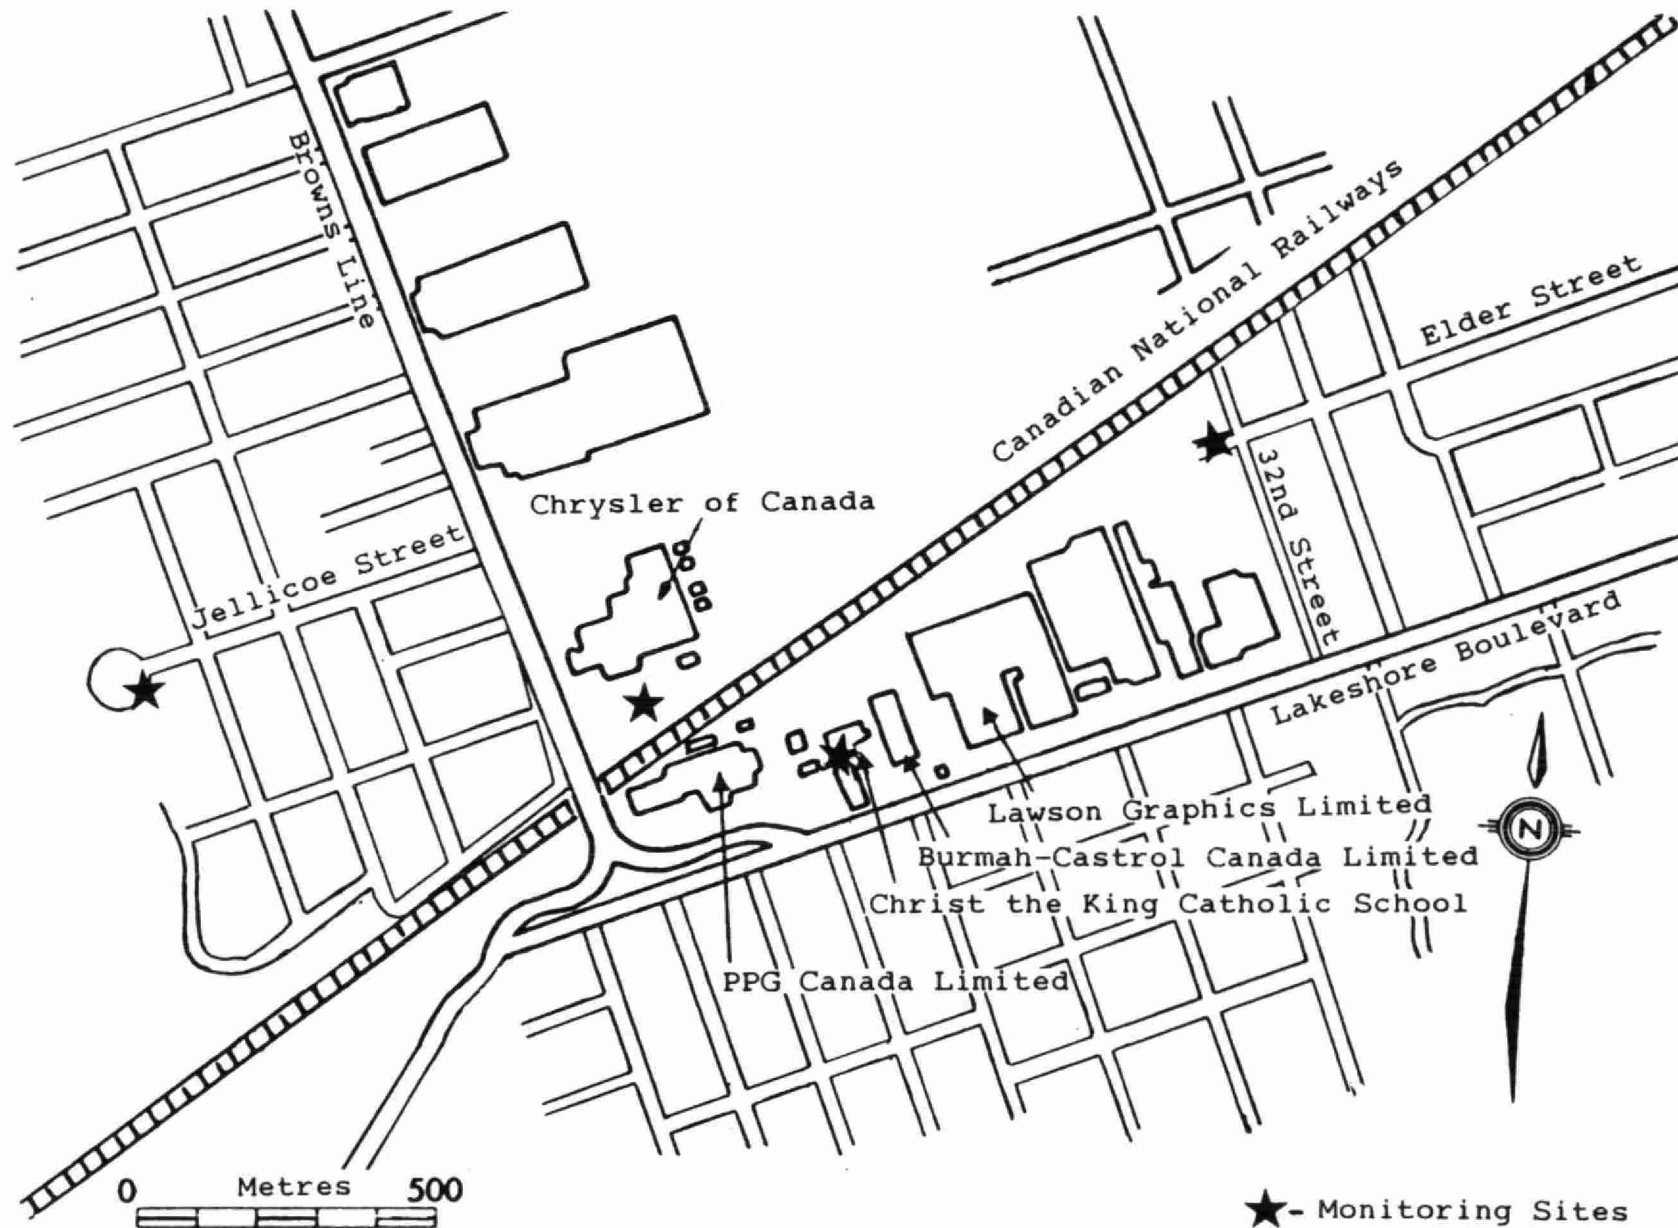 Browns Line
Canadian National Railways
Elder Street
32nd Street
Chrysler of Canada
Jellicoe Street
Lakeshore Boulevard
Lawson Graphics Limited
Burmah-Castrol Canada Limited
Christ the King Catholic School
PPG Canada Limited
N
0 Metres 500
★- Monitoring Sites